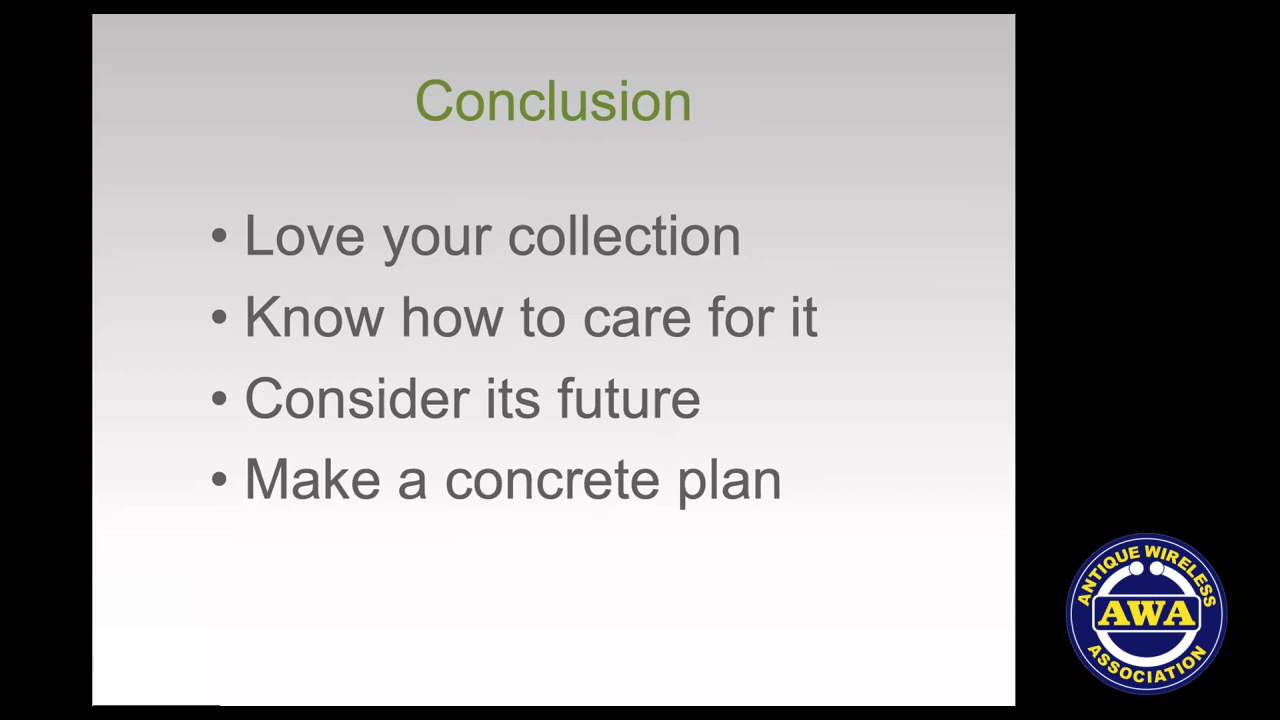 Conclusion
• Love your collection
• Know how to care for it
• Consider its future
• Make a concrete plan
ANTIQUE WIRELESS
AWA
ASSOCIATION